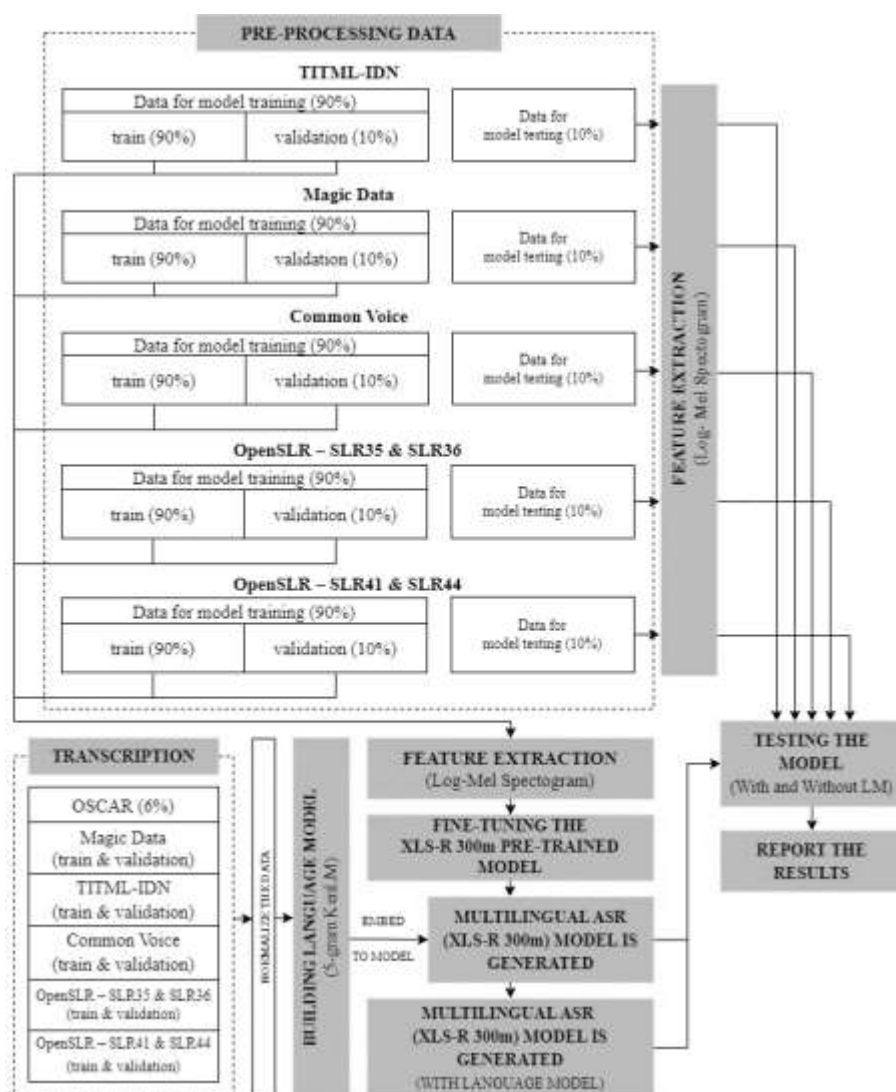 PRE-PROCESSING DATA
TITML-IDN
Data for model training (90%)
train (90%)
validation (10%)
Data for
model testing (10%)
Magic Data
Data for model training (90%)
train (90%)
validation (10%)
Data for
model testing (10%)
Common Voice
Data for model training (90%)
train (90%)
validation (10%)
Data for
model testing (10%)
OpenSLR – SLR35 & SLR36
Data for model training (90%)
train (90%)
validation (10%)
Data for
model testing (10%)
OpenSLR – SLR41 & SLR44
Data for model training (90%)
train (90%)
validation (10%)
Data for
model testing (10%)
FEATURE EXTRACTION
(Log- Mel Spectogram)
TRANSCRIPTION
OSCAR (6%)
Magic Data
(train & validation)
TITML-IDN
(train & validation)
Common Voice
(train & validation)
OpenSLR – SLR35 & SLR36
(train & validation)
OpenSLR – SLR41 & SLR44
(train & validation)
NORMALIZE THE DATA
BUILDING LANGUAGE MODEL
(5-gram KenLM)
EMBED
TO MODEL
FEATURE EXTRACTION
(Log-Mel Spectogram)
FINE-TUNING THE
XLS-R 300m PRE-TRAINED
MODEL
MULTILINGUAL ASR
(XLS-R 300m) MODEL IS
GENERATED
MULTILINGUAL ASR
(XLS-R 300m) MODEL IS
GENERATED
(WITH LANGUAGE MODEL)
TESTING THE
MODEL
(With and Without LM)
REPORT THE
RESULTS